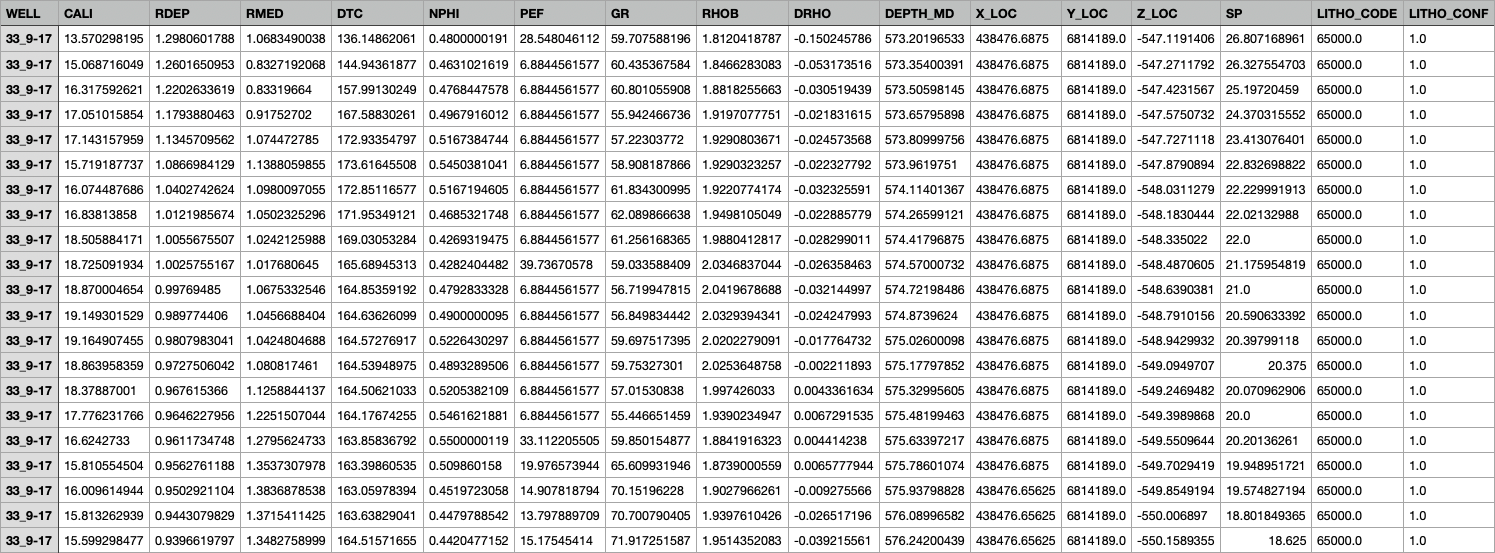 WELL CALI RDEP RMED DTC NPHI PEF GR RHOB DRHO DEPTH_MD X_LOC Y_LOC Z_LOC SP LITHO_CODE LITHO_CONF
33_9-17 13.570298195 1.2980601788 1.0683490038 136.14862061 0.4800000191 28.548046112 59.707588196 1.8120418787 -0.150245786 573.20196533 438476.6875 6814189.0 -547.1191406 26.807168961 65000.0 1.0
33_9-17 15.068716049 1.2601650953 0.8327192068 144.94361877 0.4631021619 6.8844561577 60.435367584 1.8466283083 -0.053173516 573.35400391 438476.6875 6814189.0 -547.2711792 26.327554703 65000.0 1.0
33_9-17 16.317592621 1.2202633619 0.83319664 157.99130249 0.4768447578 6.8844561577 60.801055908 1.8818255663 -0.030519439 573.50598145 438476.6875 6814189.0 -547.4231567 25.19720459 65000.0 1.0
33_9-17 17.051015854 1.1793880463 0.91752702 167.58830261 0.4967916012 6.8844561577 55.942466736 1.9197077751 -0.021831615 573.65795898 438476.6875 6814189.0 -547.5750732 24.370315552 65000.0 1.0
33_9-17 17.143157959 1.1345709562 1.074472785 172.93354797 0.5167384744 6.8844561577 57.22303772 1.9290803671 -0.024573568 573.80999756 438476.6875 6814189.0 -547.7271118 23.413076401 65000.0 1.0
33_9-17 15.719187737 1.0866984129 1.1388059855 173.61645508 0.5450381041 6.8844561577 58.908187866 1.9290323257 -0.022327792 573.9619751 438476.6875 6814189.0 -547.8790894 22.832698822 65000.0 1.0
33_9-17 16.074487686 1.0402742624 1.0980097055 172.85116577 0.5167194605 6.8844561577 61.834300995 1.9220774174 -0.032325591 574.11401367 438476.6875 6814189.0 -548.0311279 22.229991913 65000.0 1.0
33_9-17 16.83813858 1.0121985674 1.0502325296 171.95349121 0.4685321748 6.8844561577 62.089866638 1.9498105049 -0.022885779 574.26599121 438476.6875 6814189.0 -548.1830444 22.02132988 65000.0 1.0
33_9-17 18.505884171 1.0055675507 1.0242125988 169.03053284 0.4269319475 6.8844561577 61.256168365 1.9880412817 -0.028299011 574.41796875 438476.6875 6814189.0 -548.335022 22.0 65000.0 1.0
33_9-17 18.725091934 1.0025755167 1.017680645 165.68945313 0.4282404482 39.73670578 59.033588409 2.0346837044 -0.026358463 574.57000732 438476.6875 6814189.0 -548.4870605 21.175954819 65000.0 1.0
33_9-17 18.870004654 0.99769485 1.0675332546 164.85359192 0.4792833328 6.8844561577 56.719947815 2.0419678688 -0.032144997 574.72198486 438476.6875 6814189.0 -548.6390381 21.0 65000.0 1.0
33_9-17 19.149301529 0.989774406 1.0456688404 164.63626099 0.4900000095 6.8844561577 56.849834442 2.0329394341 -0.024247993 574.8739624 438476.6875 6814189.0 -548.7910156 20.590633392 65000.0 1.0
33_9-17 19.164907455 0.9807983041 1.0424804688 164.57276917 0.5226430297 6.8844561577 59.697517395 2.0202279091 -0.017764732 575.02600098 438476.6875 6814189.0 -548.9429932 20.39799118 65000.0 1.0
33_9-17 18.863958359 0.9727506042 1.080817461 164.53948975 0.4893289506 6.8844561577 59.75327301 2.0253648758 -0.002211893 575.17797852 438476.6875 6814189.0 -549.0949707 20.375 65000.0 1.0
33_9-17 18.37887001 0.967615366 1.1258844137 164.50621033 0.5205382109 6.8844561577 57.01530838 1.997426033 0.0043361634 575.32995605 438476.6875 6814189.0 -549.2469482 20.070962906 65000.0 1.0
33_9-17 17.776231766 0.9646227956 1.2251507044 164.17674255 0.5461621881 6.8844561577 55.446651459 1.9390234947 0.0067291535 575.48199463 438476.6875 6814189.0 -549.3989868 20.0 65000.0 1.0
33_9-17 16.6242733 0.9611734748 1.2795624733 163.85836792 0.5500000119 33.112205505 59.850154877 1.8841916323 0.004414238 575.63397217 438476.6875 6814189.0 -549.5509644 20.20136261 65000.0 1.0
33_9-17 15.810554504 0.9562761188 1.3537307978 163.39860535 0.509860158 19.976573944 65.609931946 1.8739000559 0.0065777944 575.78601074 438476.6875 6814189.0 -549.7029419 19.948951721 65000.0 1.0
33_9-17 16.009614944 0.9502921104 1.3836878538 163.05978394 0.4519723058 14.907818794 70.15196228 1.9027966261 -0.009275566 575.93798828 438476.65625 6814189.0 -549.8549194 19.574827194 65000.0 1.0
33_9-17 15.813262939 0.9443079829 1.3715411425 163.63829041 0.4479788542 13.797889709 70.700790405 1.9397610426 -0.026517196 576.08996582 438476.65625 6814189.0 -550.006897 18.801849365 65000.0 1.0
33_9-17 15.599298477 0.9396619797 1.3482758999 164.51571655 0.4420477152 15.17545414 71.917251587 1.9514352083 -0.039215561 576.24200439 438476.65625 6814189.0 -550.1589355 18.625 65000.0 1.0